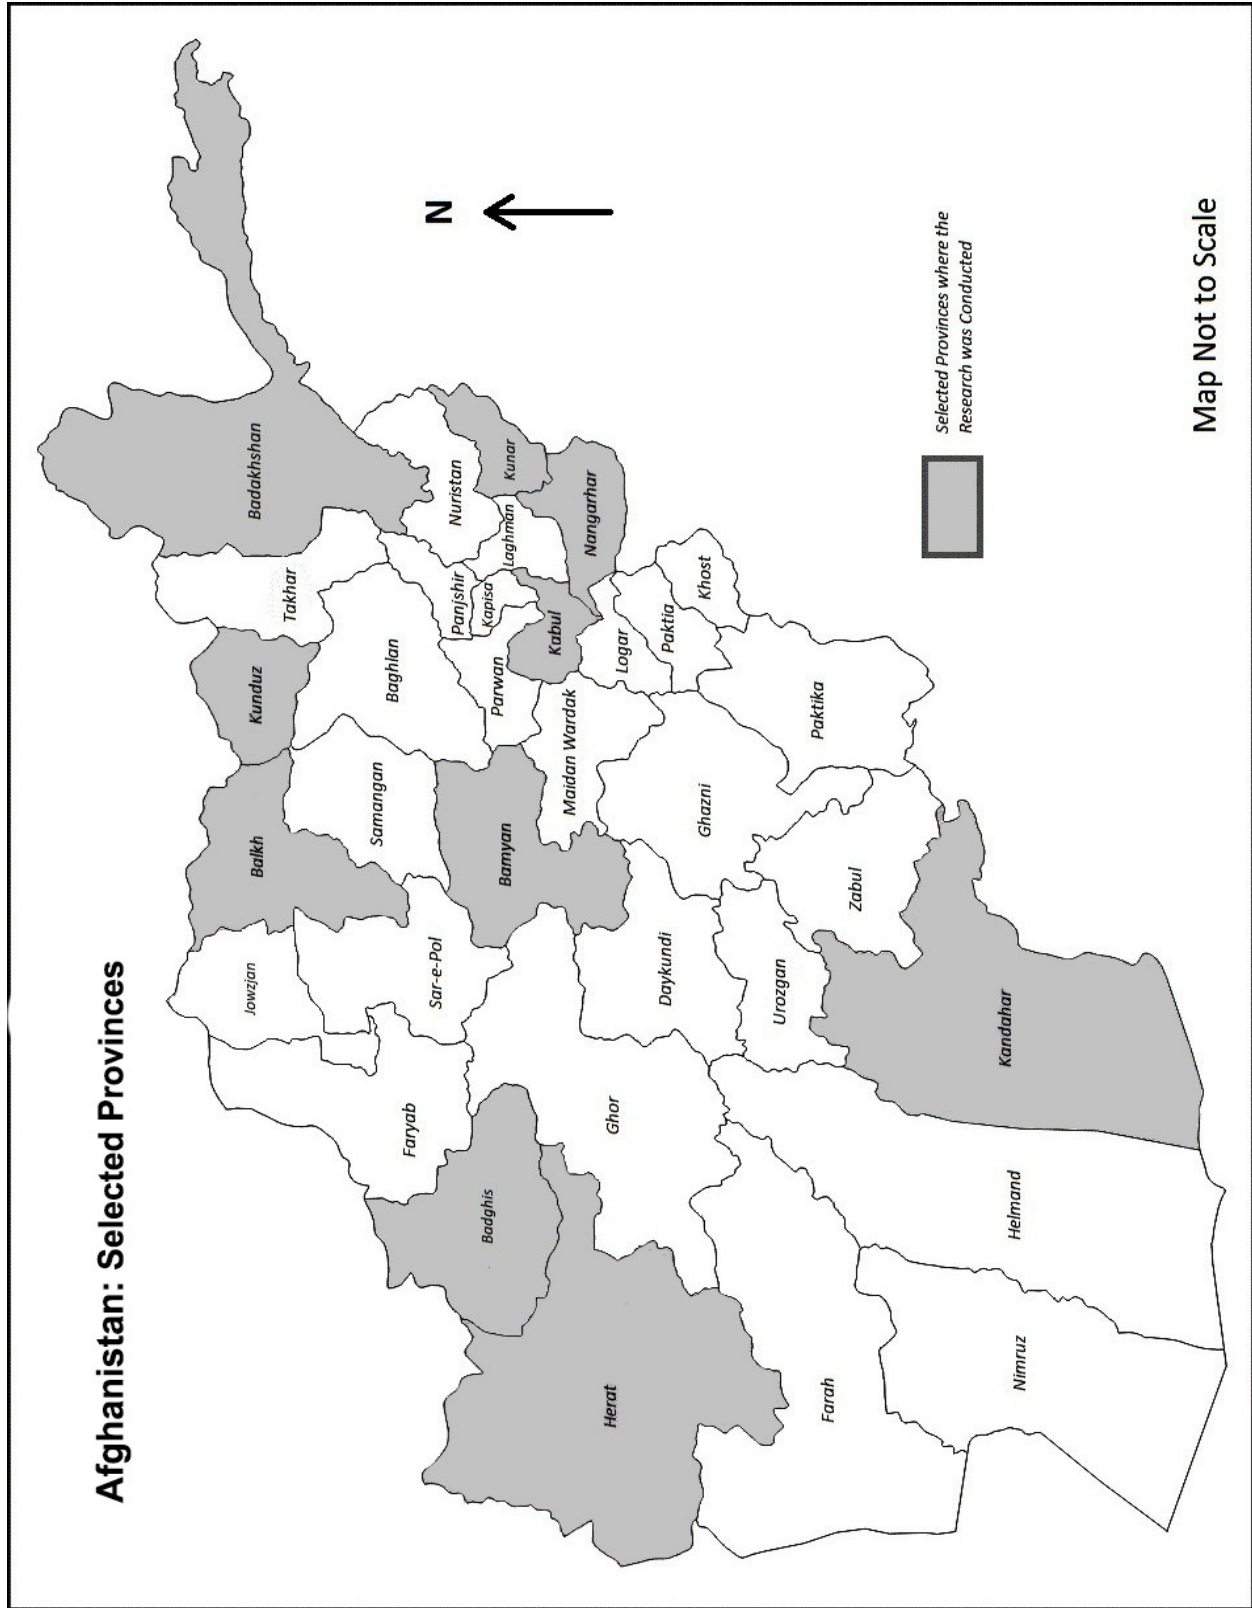 Afghanistan: Selected Provinces
N
Badakhshan
Takhar
Kunduz
Balkh
Jowzjan
Faryab
Sar-e-Pol
Samangan
Baghlan
Panjshir
Nuristan
Kunar
Laghman
Kapisa
Parwan
Kabul
Nangarhar
Bamyan
Maidan Wardak
Logar
Paktia
Khost
Badghis
Herat
Ghor
Daykundi
Ghazni
Paktika
Urozgan
Zabul
Farah
Nimruz
Helmand
Kandahar
Selected Provinces where the
Research was Conducted
Map Not to Scale